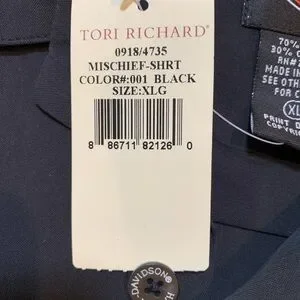 TORI RICHARD®
0918/4735
MISCHIEF-SHRT
COLOR#:001 BLACK
SIZE:XLG
8 86711 82126 0
70%
30%
RN#
MADE IN
SEE OTH
FOR C
XL
PRINT D
COPYRIG
DAVIDSON®